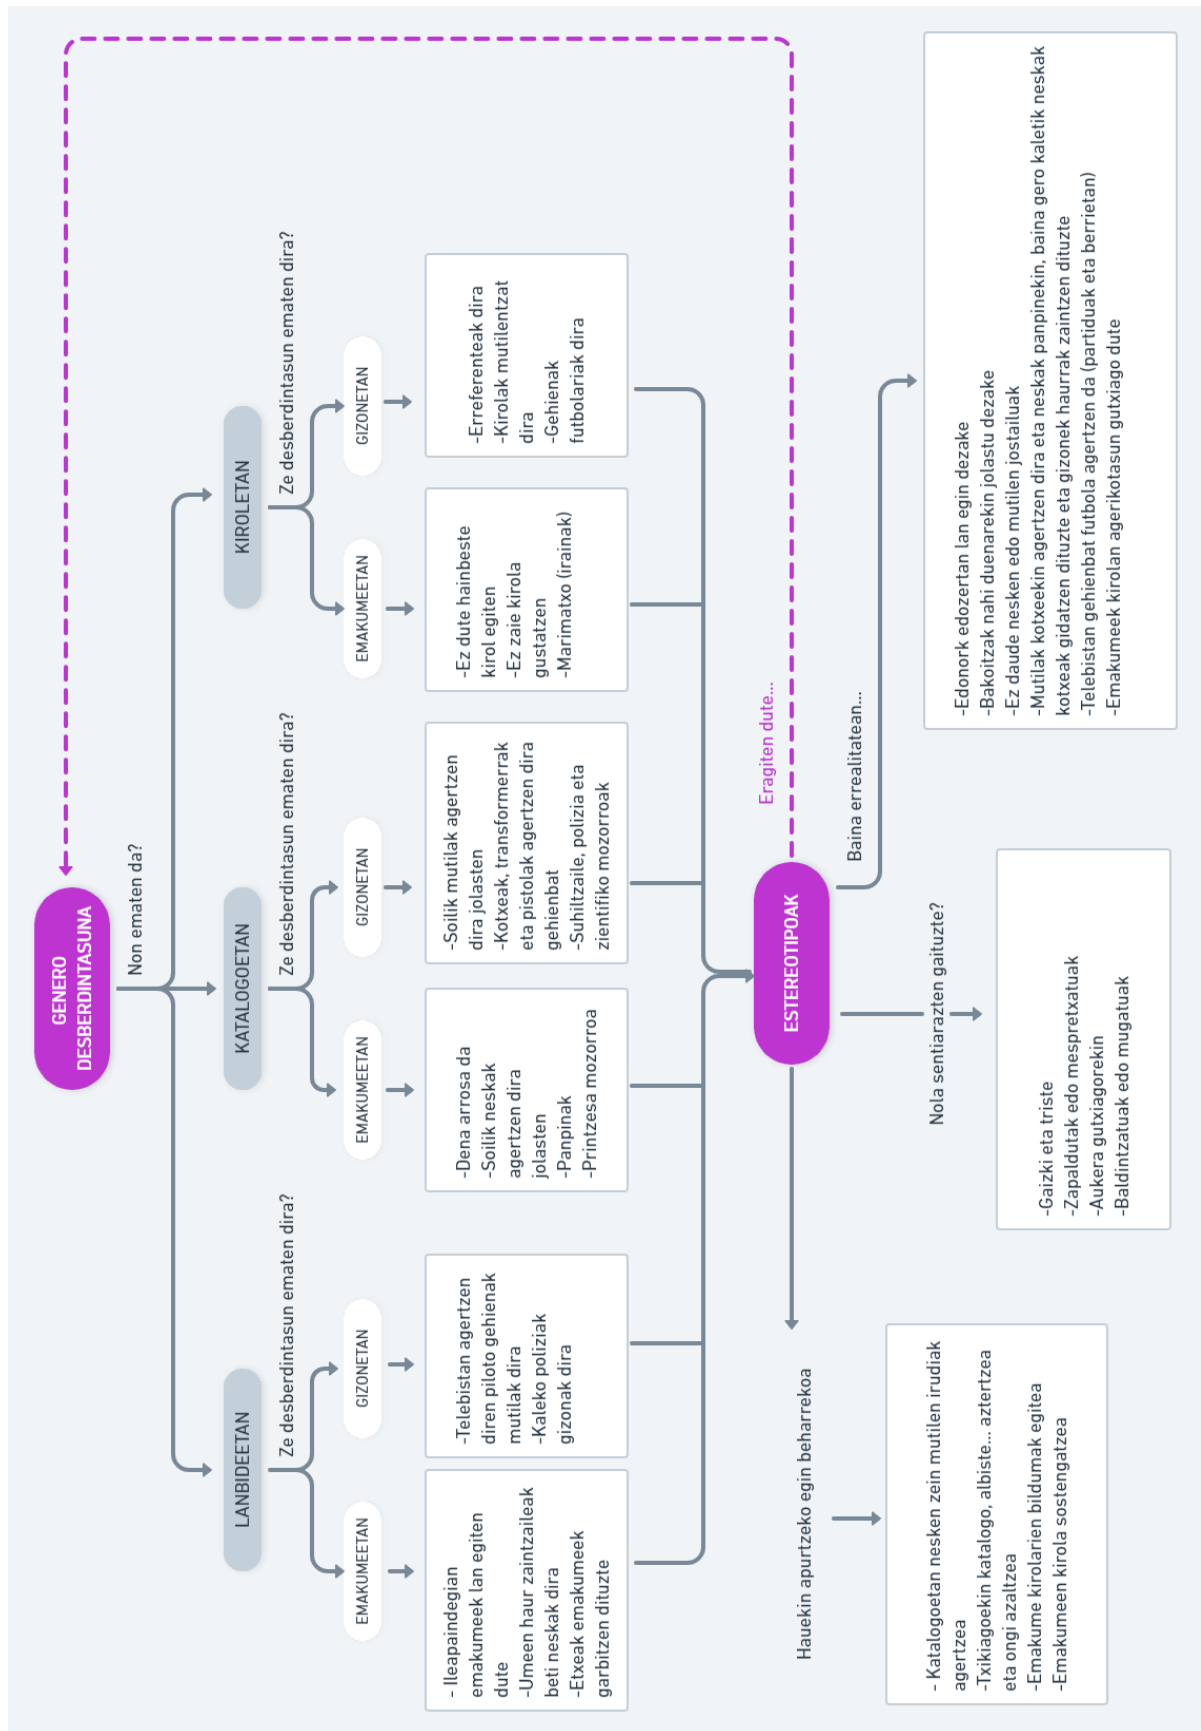 GENERO
DESBERDINTASUNA
Non ematen da?
LANBIDEETAN
KATALOGOETAN
KIROLETAN
Ze desberdintasun ematen dira?
Ze desberdintasun ematen dira?
Ze desberdintasun ematen dira?
EMAKUMEETAN
GIZONETAN
EMAKUMEETAN
GIZONETAN
EMAKUMEETAN
GIZONETAN
- Ileapaindegian
emakumeek lan egiten
dute
-Umeen haur zaintzaileak
beti neskak dira
-Etxeak emakumeek
garbitzen dituzte
-Telebistan agertzen
diren piloto gehienak
mutilak dira
-Kaleko poliziak
gizonak dira
-Dena arrosa da
-Soilik neskak
agertzen dira
jolasten
-Panpinak
-Printzesa mozorroa
-Soilik mutilak agertzen
dira jolasten
-Kotxeak, transformerrak
eta pistolak agertzen dira
gehienbat
-Suhiltzaile, polizia eta
zientifiko mozorroak
-Ez dute hainbeste
kirol egiten
-Ez zaie kirola
gustatzen
-Marimatxo (irainak)
-Erreferenteak dira
-Kirolak mutilentzat
dira
-Gehienak
futbolariak dira
Eragiten dute...
ESTEREOTIPOAK
Hauekin apurtzeko egin beharrekoa
Nola sentiarazten gaituzte?
Baina errealitatean...
- Katalogoetan nesken zein mutilen irudiak
agertzea
-Txikiagoekin katalogo, albiste... aztertzea
eta ongi azaltzea
-Emakume kirolarien bildumak egitea
-Emakumeen kirola sostengatzea
-Gaizki eta triste
-Zapaldutak edo mespretxatuak
-Aukera gutxiagorekin
-Baldintzatuak edo mugatuak
-Edonork edozertan lan egin dezake
-Bakoitzak nahi duenarekin jolastu dezake
-Ez daude nesken edo mutilen jostailuak
-Mutilak kotxeekin agertzen dira eta neskak panpinekin, baina gero kaletik neskak
kotxeak gidatzen dituzte eta gizonek haurrak zaintzen dituzte
-Telebistan gehienbat futbola agertzen da (partiduak eta berrietan)
-Emakumeek kirolan agerikotasun gutxiago dute